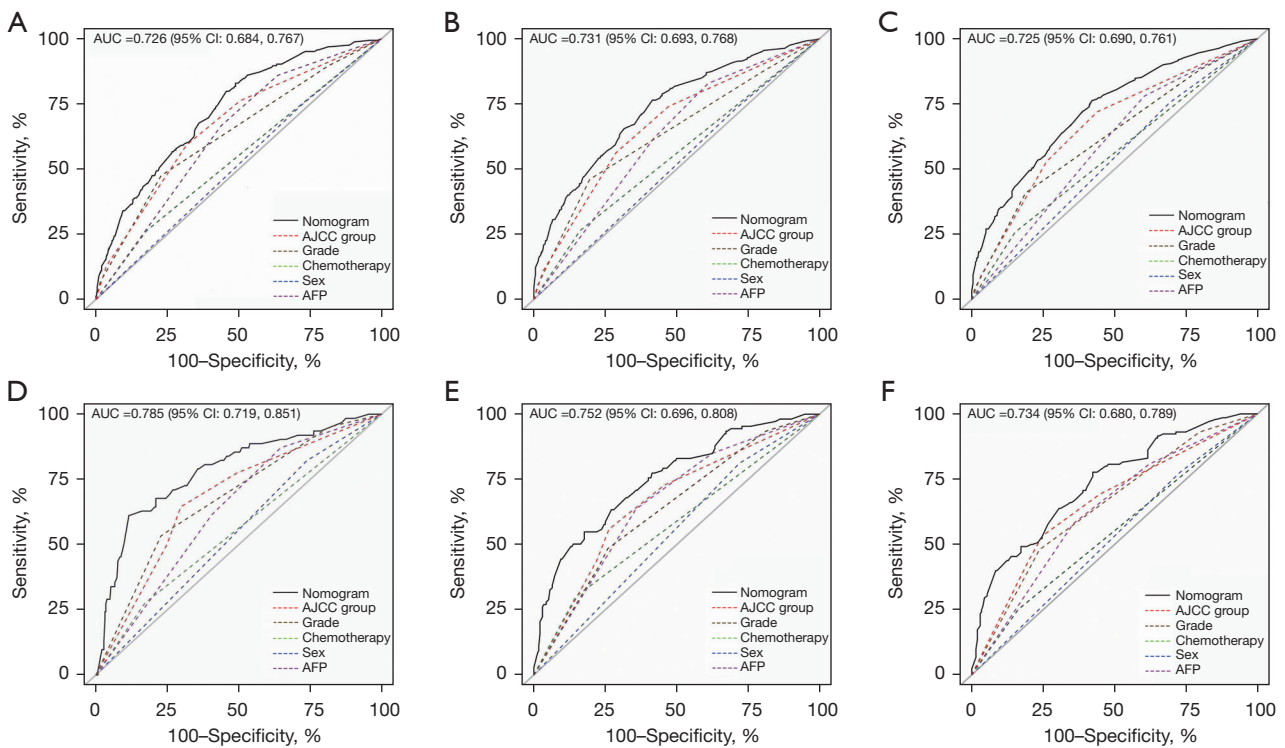 A
AUC =0.726 (95% CI: 0.684, 0.767)
100
75
50
25
0
Sensitivity, %
Nomogram
AJCC group
Grade
Chemotherapy
Sex
AFP
0 25 50 75 100
100–Specificity, %
B
AUC =0.731 (95% CI: 0.693, 0.768)
100
75
50
25
0
Sensitivity, %
Nomogram
AJCC group
Grade
Chemotherapy
Sex
AFP
0 25 50 75 100
100–Specificity, %
C
AUC =0.725 (95% CI: 0.690, 0.761)
100
75
50
25
0
Sensitivity, %
Nomogram
AJCC group
Grade
Chemotherapy
Sex
AFP
0 25 50 75 100
100–Specificity, %
D
AUC =0.785 (95% CI: 0.719, 0.851)
100
75
50
25
0
Sensitivity, %
Nomogram
AJCC group
Grade
Chemotherapy
Sex
AFP
0 25 50 75 100
100–Specificity, %
E
AUC =0.752 (95% CI: 0.696, 0.808)
100
75
50
25
0
Sensitivity, %
Nomogram
AJCC group
Grade
Chemotherapy
Sex
AFP
0 25 50 75 100
100–Specificity, %
F
AUC =0.734 (95% CI: 0.680, 0.789)
100
75
50
25
0
Sensitivity, %
Nomogram
AJCC group
Grade
Chemotherapy
Sex
AFP
0 25 50 75 100
100–Specificity, %